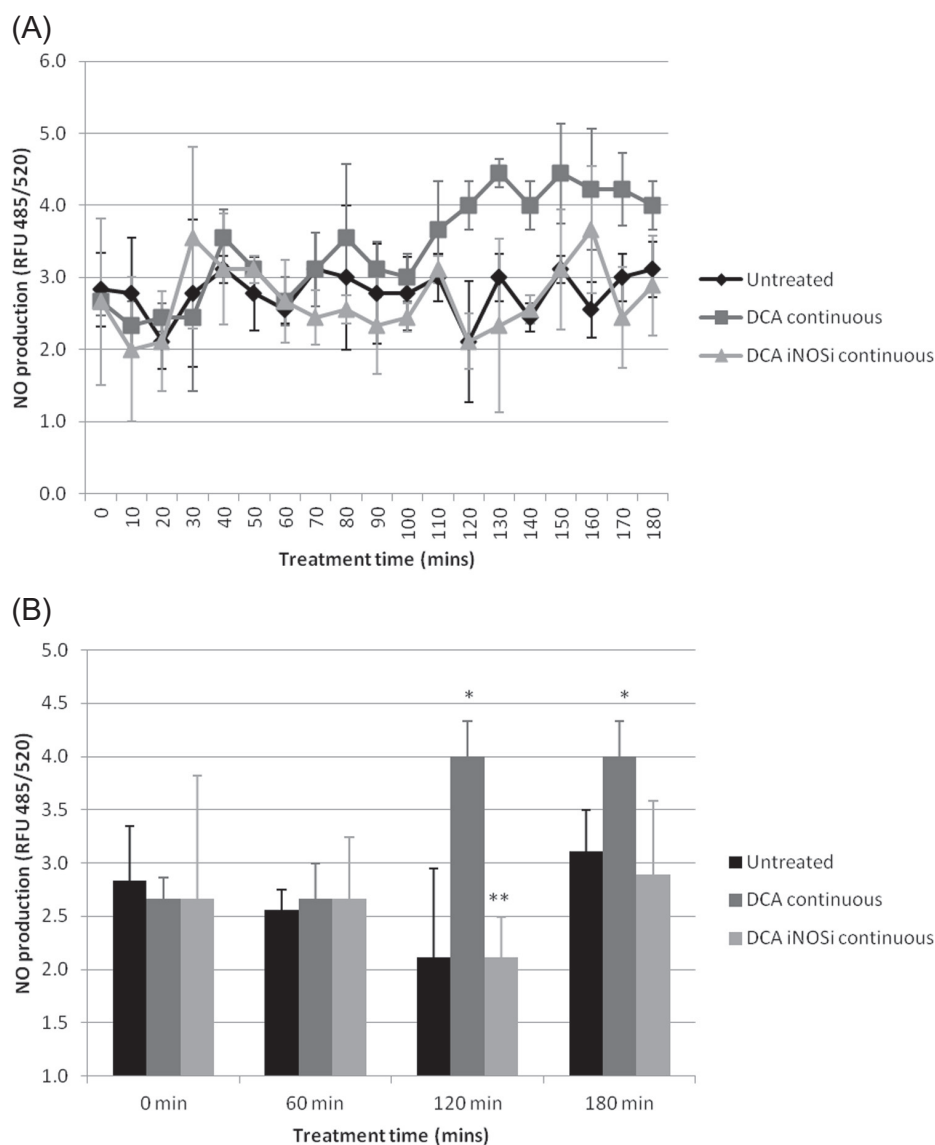 (A)
NO production (RFU 485/520)
6.0
5.0
4.0
3.0
2.0
1.0
0.0
0 10 20 30 40 50 60 70 80 90 100 110 120 130 140 150 160 170 180
Treatment time (mins)
Untreated
DCA continuous
DCA iNOSi continuous
(B)
NO production (RFU 485/520)
5.0
4.5
4.0
3.5
3.0
2.5
2.0
1.5
1.0
* *
**
0 min 60 min 120 min 180 min
Treatment time (mins)
Untreated
DCA continuous
DCA iNOSi continuous